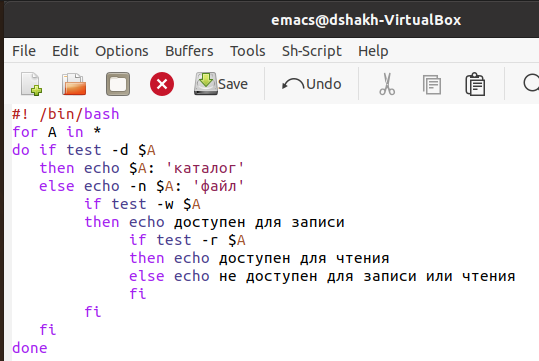 emacs@dshakh-VirtualBox
File Edit Options Buffers Tools Sh-Script Help
Save Undo
#! /bin/bash
for A in *
do if test -d $A
   then echo $A: 'каталог'
   else echo -n $A: 'файл'
        if test -w $A
        then echo доступен для записи
             if test -r $A
             then echo доступен для чтения
             else echo не доступен для записи или чтения
             fi
        fi
   fi
done